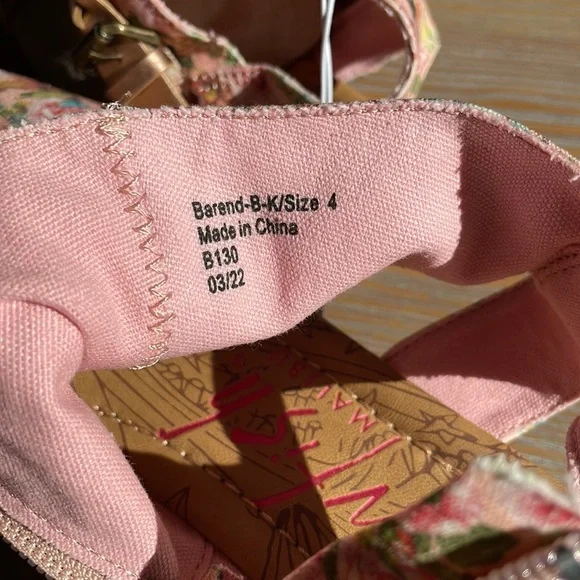 Barend-B-K/Size 4
Made in China
B130
03/22